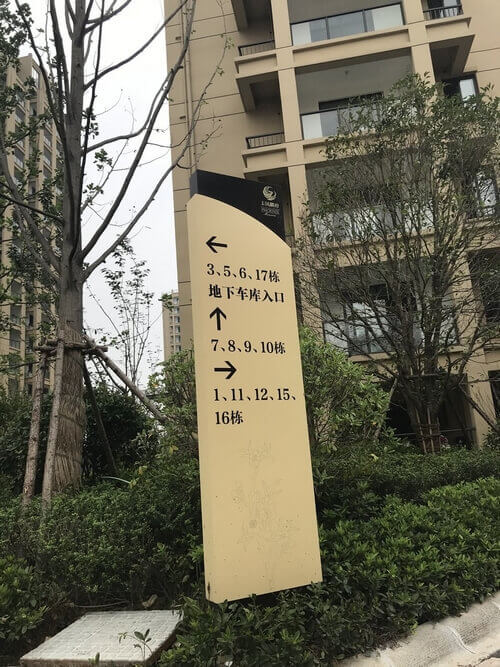 PHOENIX
←
3、5、6、17栋
地下车库入口
↑
7、8、9、10栋
→
1、11、12、15、
16栋